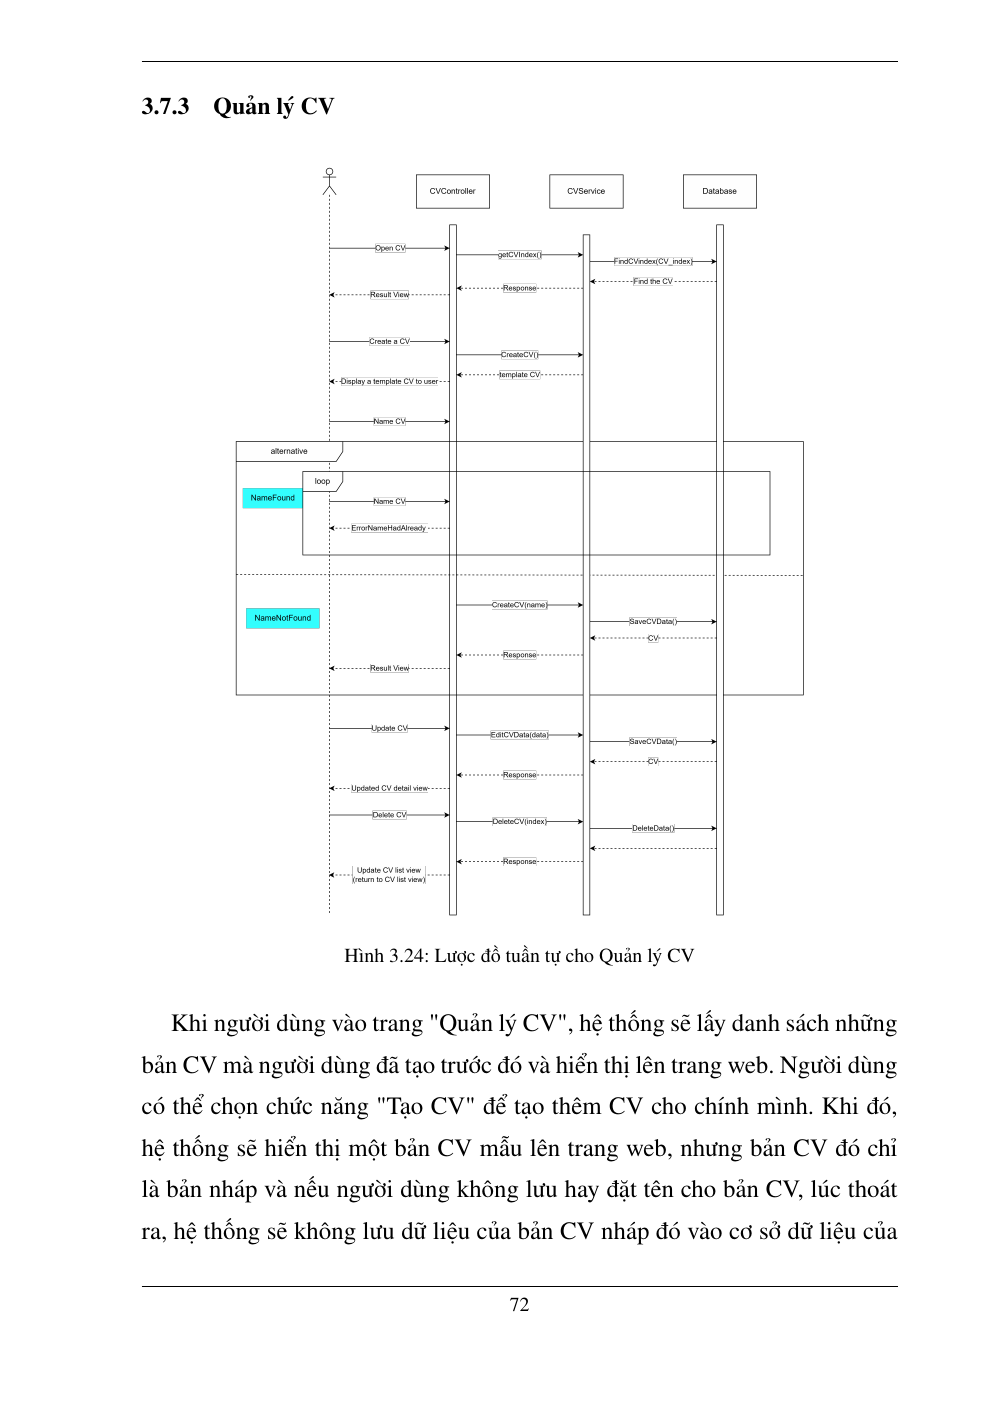 3.7.3 Quản lý CV
CVController
CVService
Database
Open CV
getCVIndex()
FindCVindex(CV_index)
Find the CV
Response
Result View
Create a CV
CreateCV()
template CV
Display a template CV to user
Name CV
alternative
loop
NameFound
Name CV
ErrorNameHadAlready
CreateCV(name)
NameNotFound
SaveCVData()
CV
Response
Result View
Update CV
EditCVData(data)
SaveCVData()
CV
Response
Updated CV detail view
Delete CV
DeleteCV(index)
DeleteData()
Response
Update CV list view
(return to CV list view)
Hình 3.24: Lược đồ tuần tự cho Quản lý CV
Khi người dùng vào trang "Quản lý CV", hệ thống sẽ lấy danh sách những
bản CV mà người dùng đã tạo trước đó và hiển thị lên trang web. Người dùng
có thể chọn chức năng "Tạo CV" để tạo thêm CV cho chính mình. Khi đó,
hệ thống sẽ hiển thị một bản CV mẫu lên trang web, nhưng bản CV đó chỉ
là bản nháp và nếu người dùng không lưu hay đặt tên cho bản CV, lúc thoát
ra, hệ thống sẽ không lưu dữ liệu của bản CV nháp đó vào cơ sở dữ liệu của
72